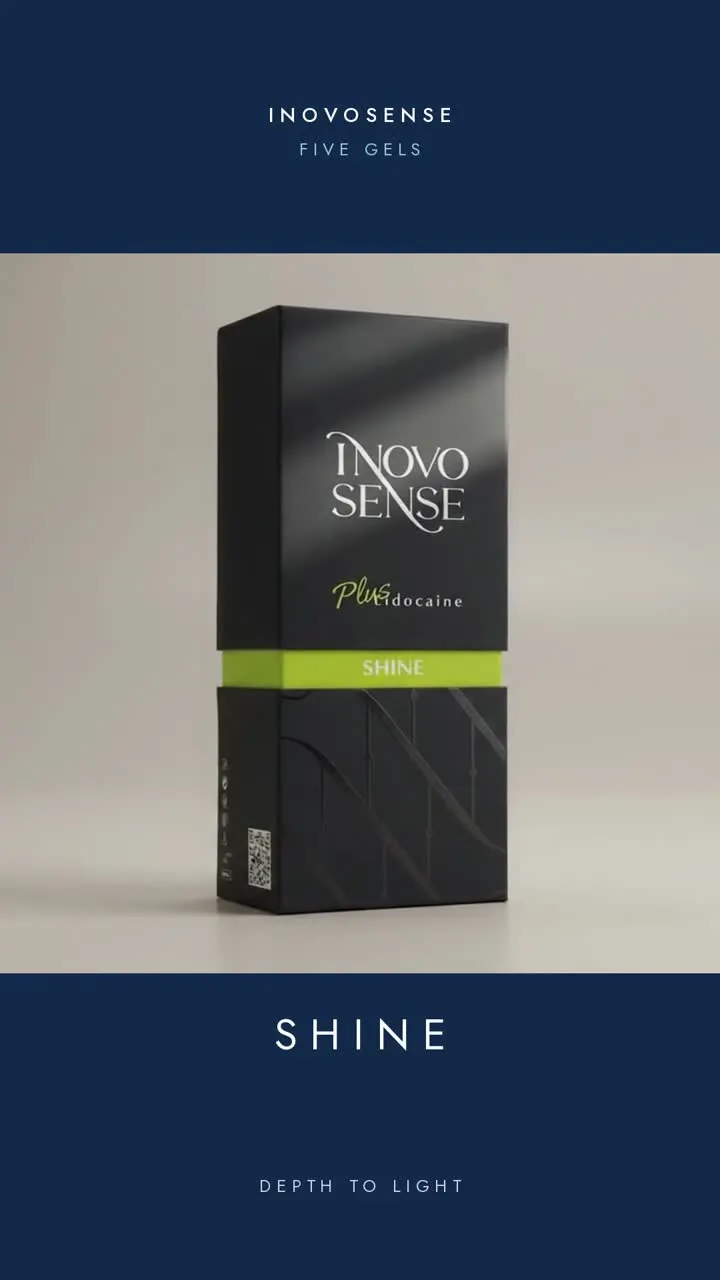 INOVOSENSE
FIVE GELS
INOVO
SENSE
Plus Lidocaine
SHINE
SHINE
DEPTH TO LIGHT